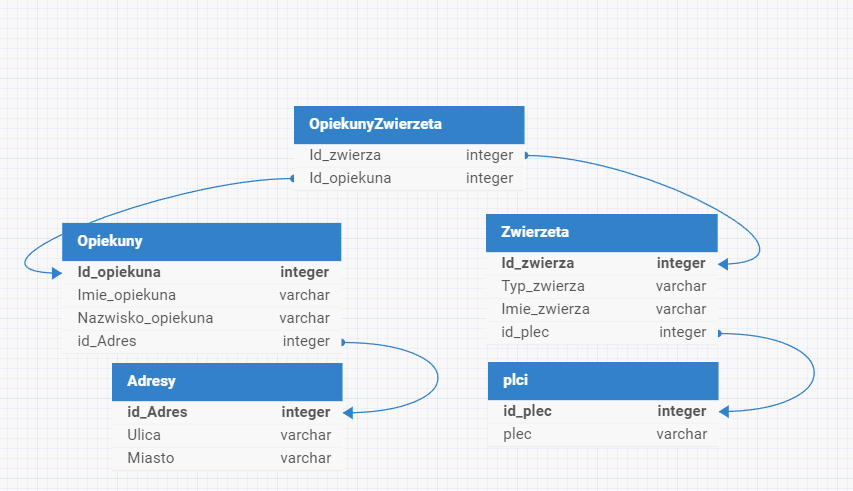 OpiekunyZwierzeta
Id_zwierza integer
Id_opiekuna integer
Opiekuny
Id_opiekuna integer
Imie_opiekuna varchar
Nazwisko_opiekuna varchar
id_Adres integer
Zwierzeta
Id_zwierza integer
Typ_zwierza varchar
Imie_zwierza varchar
id_plec integer
Adresy
id_Adres integer
Ulica varchar
Miasto varchar
plci
id_plec integer
plec varchar